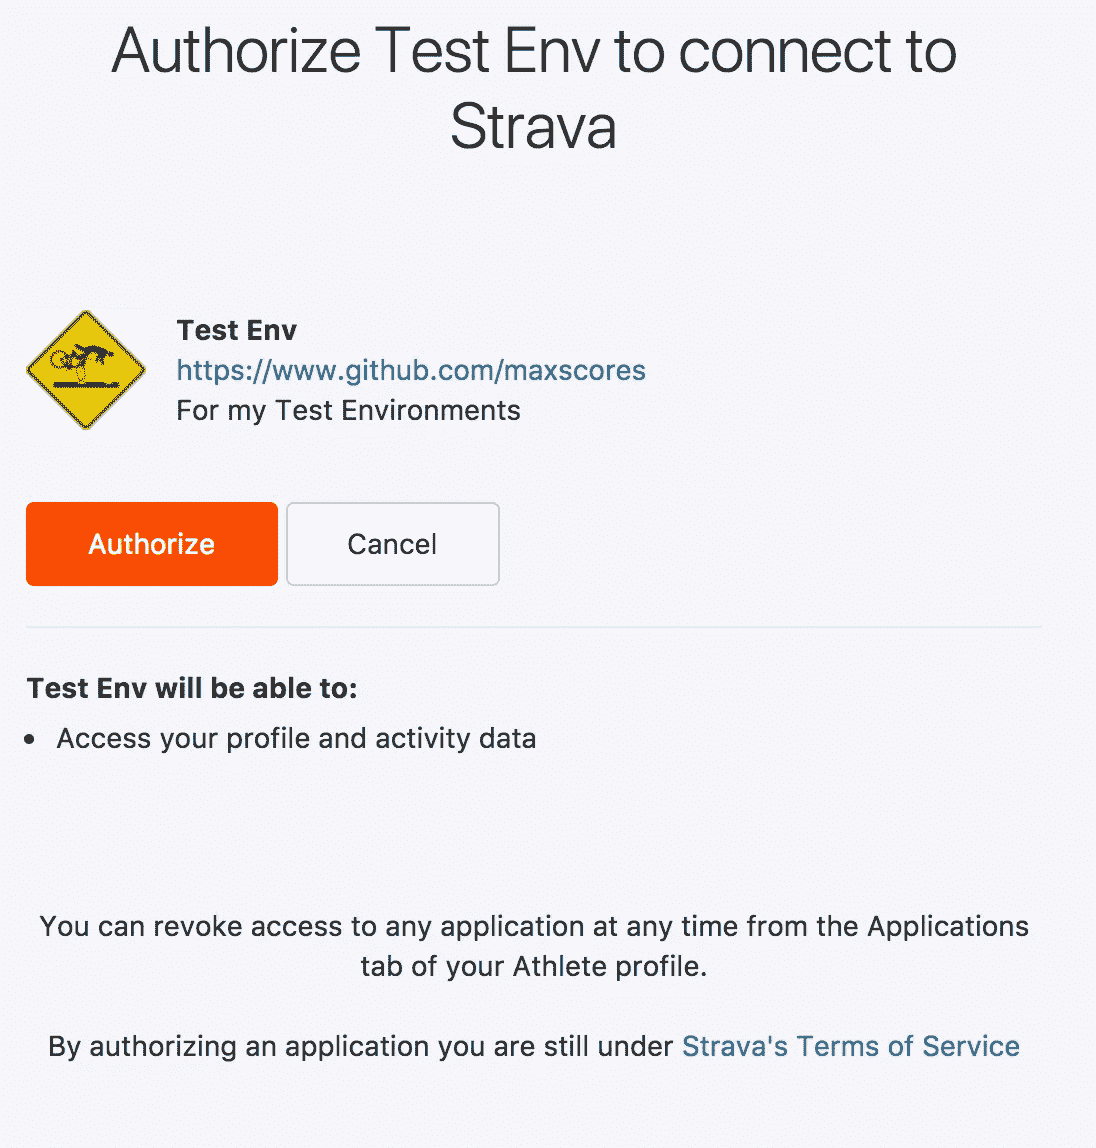 Authorize Test Env to connect to
Strava
Test Env
https://www.github.com/maxscores
For my Test Environments
Authorize
Cancel
Test Env will be able to:
• Access your profile and activity data
You can revoke access to any application at any time from the Applications
tab of your Athlete profile.
By authorizing an application you are still under Strava's Terms of Service